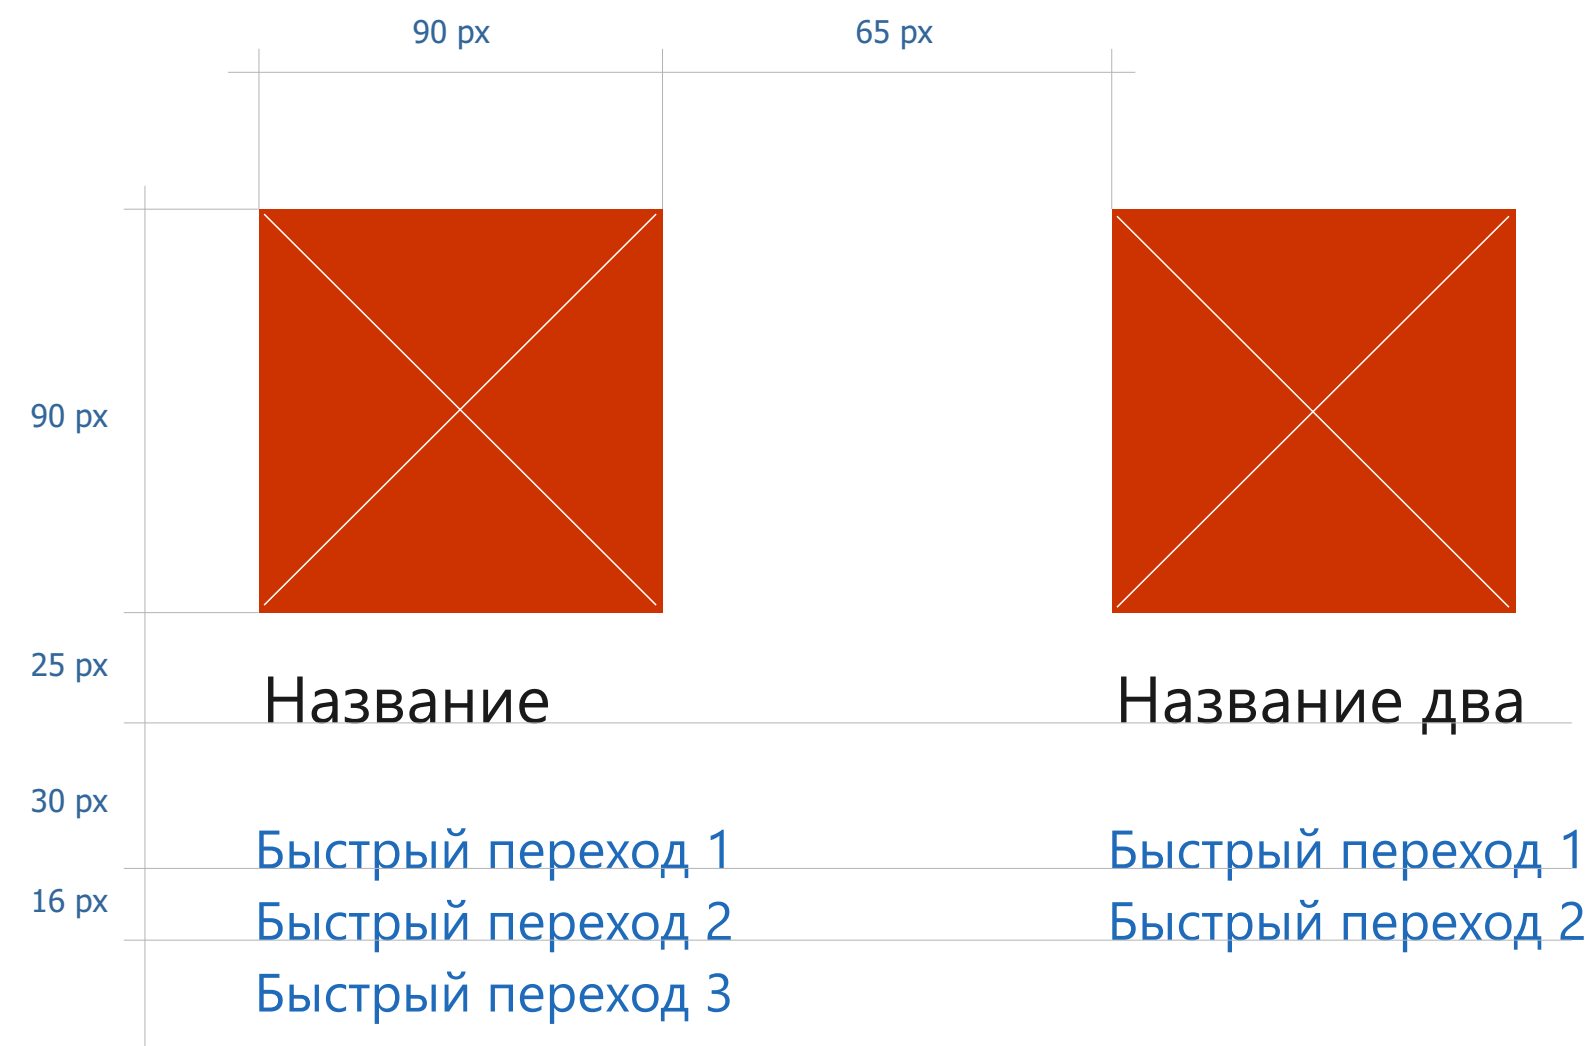 90 px 65 px
90 px
25 px
Название Название два
30 px
Быстрый переход 1 Быстрый переход 1
16 px
Быстрый переход 2 Быстрый переход 2
Быстрый переход 3